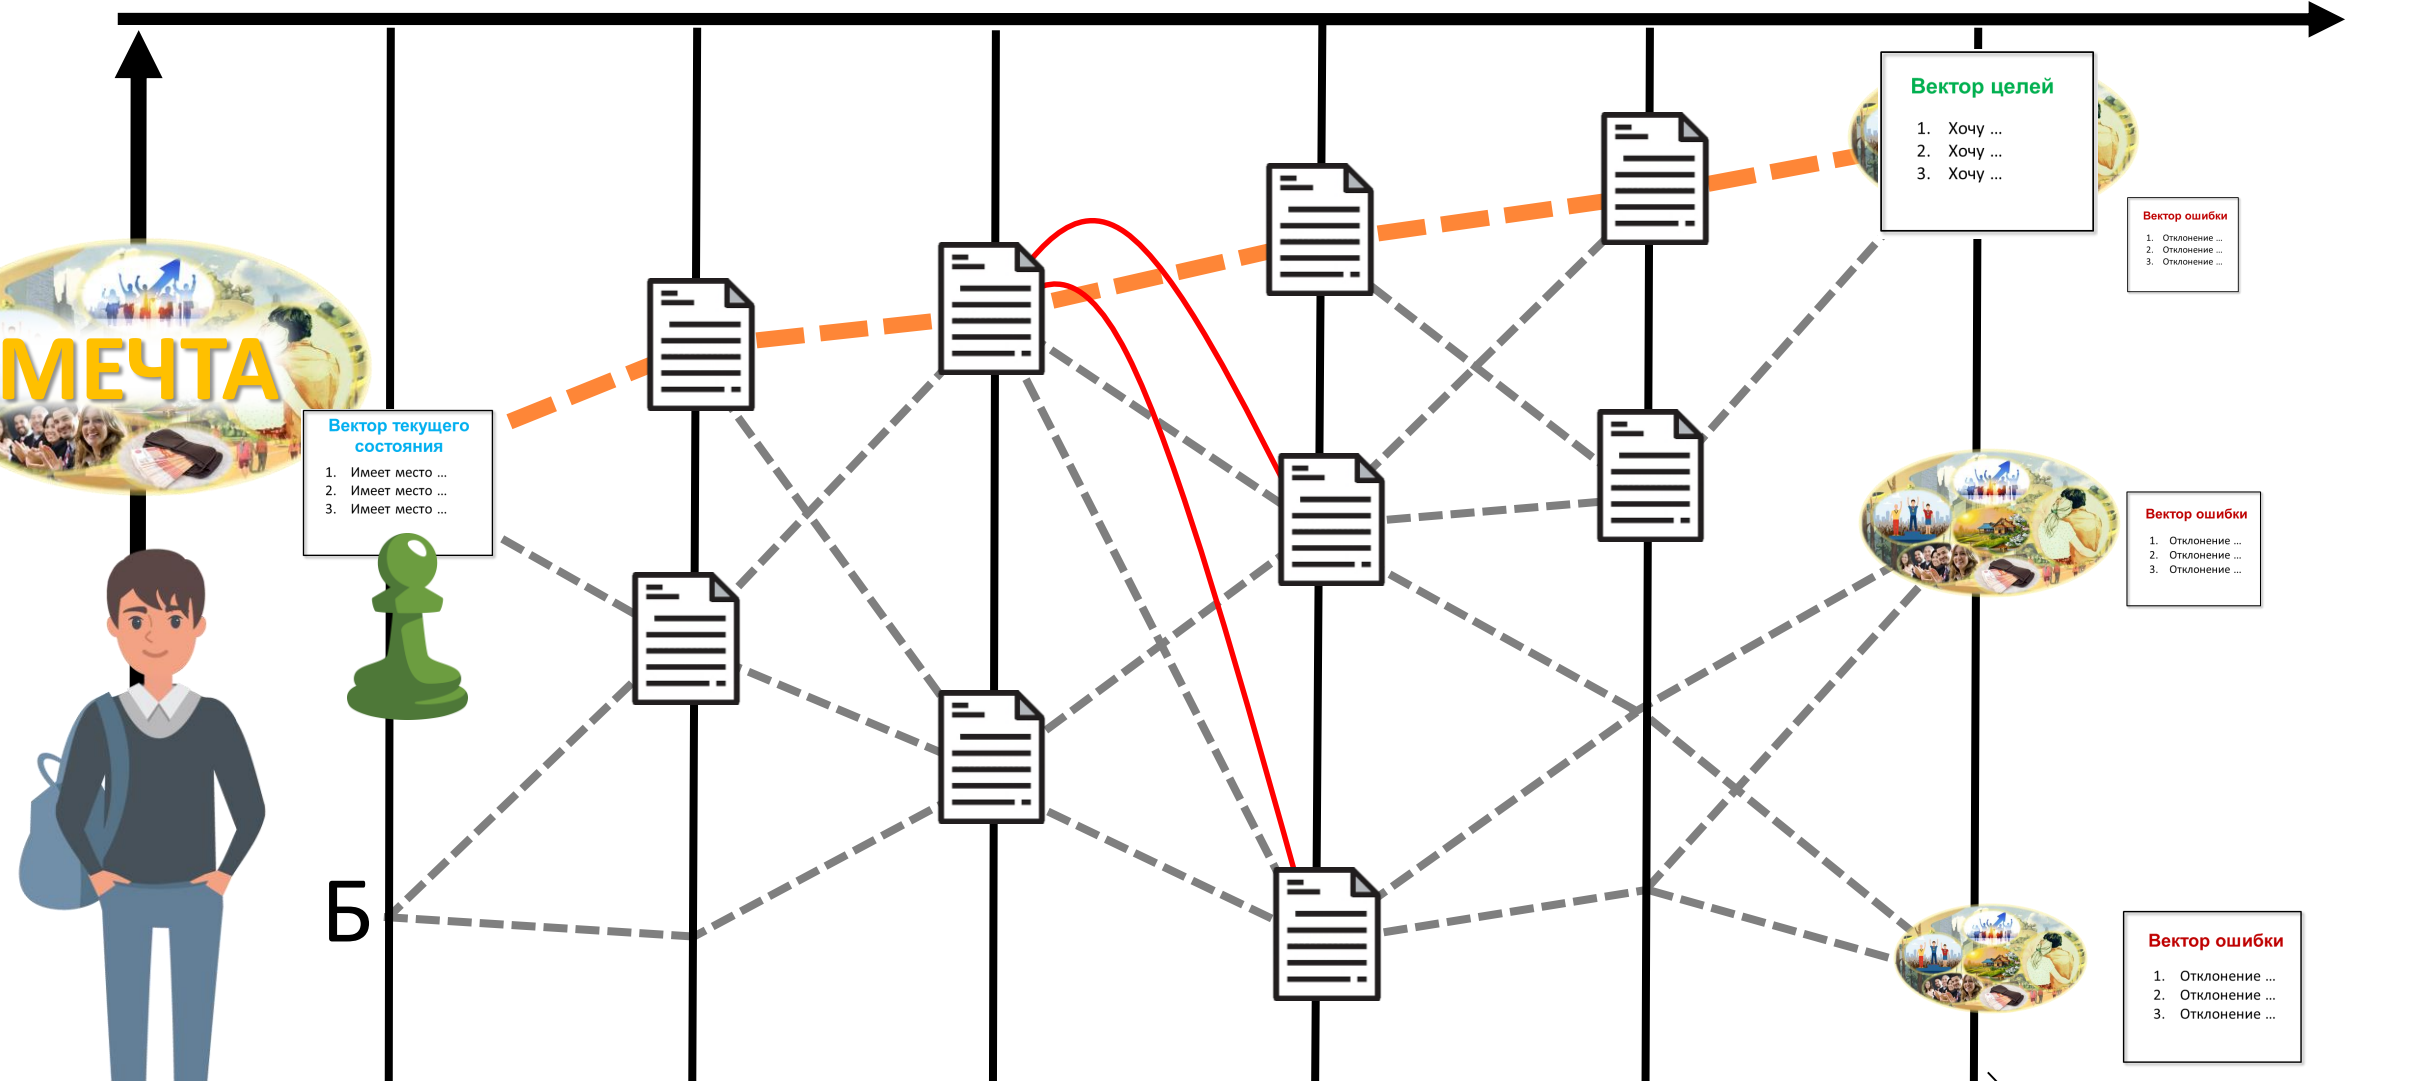 Вектор целей
1. Хочу ...
2. Хочу ...
3. Хочу ...
Вектор ошибки
1. Отклонение ...
2. Отклонение ...
3. Отклонение ...
МЕЧТА
Вектор текущего
состояния
1. Имеет место ...
2. Имеет место ...
3. Имеет место ...
Вектор ошибки
1. Отклонение ...
2. Отклонение ...
3. Отклонение ...
Б
Вектор ошибки
1. Отклонение ...
2. Отклонение ...
3. Отклонение ...